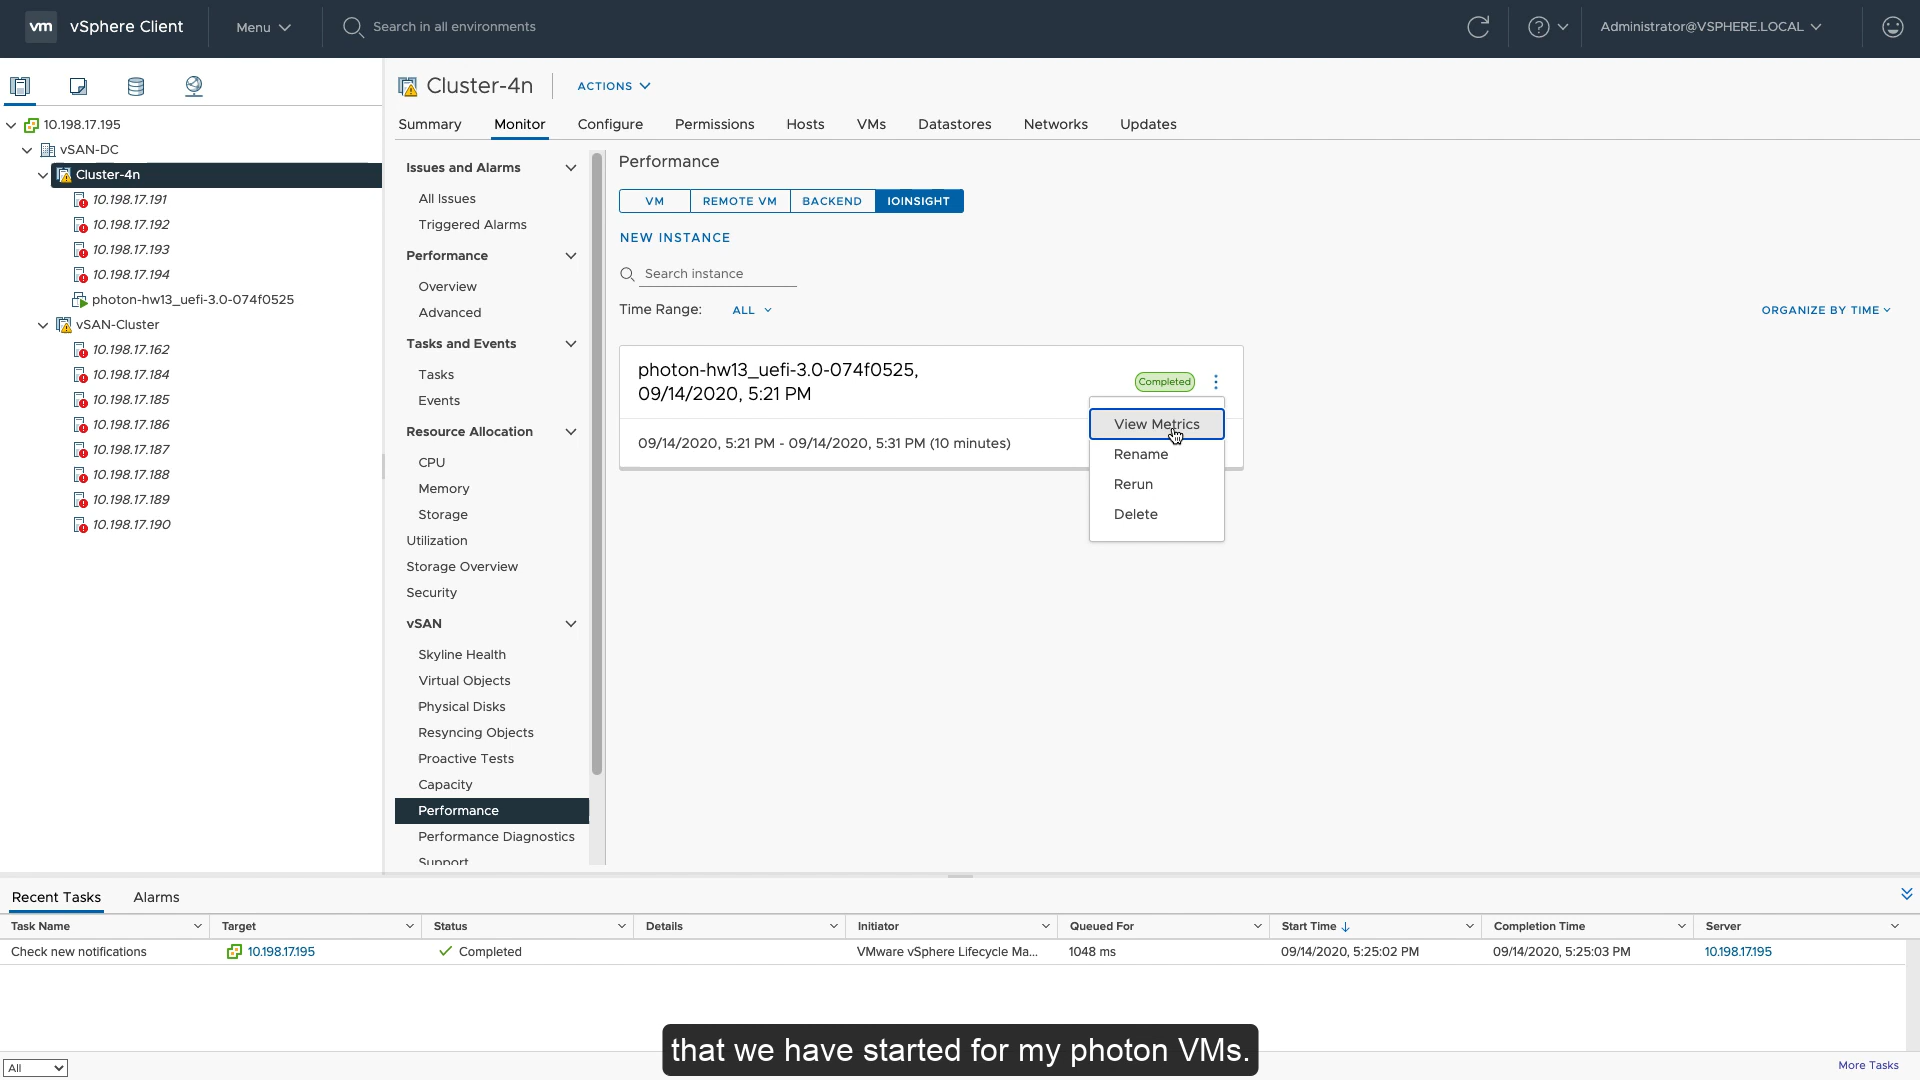 vm vSphere Client Menu Search in all environments Administrator@VSPHERE.LOCAL
10.198.17.195
vSAN-DC
Cluster-4n
10.198.17.191
10.198.17.192
10.198.17.193
10.198.17.194
photon-hw13_uefi-3.0-074f0525
vSAN-Cluster
10.198.17.162
10.198.17.184
10.198.17.185
10.198.17.186
10.198.17.187
10.198.17.188
10.198.17.189
10.198.17.190
Cluster-4n ACTIONS
Summary Monitor Configure Permissions Hosts VMs Datastores Networks Updates
Issues and Alarms
All Issues
Triggered Alarms
Performance
Overview
Advanced
Tasks and Events
Tasks
Events
Resource Allocation
CPU
Memory
Storage
Utilization
Storage Overview
Security
vSAN
Skyline Health
Virtual Objects
Physical Disks
Resyncing Objects
Proactive Tests
Capacity
Performance
Performance Diagnostics
Support
Performance
VM REMOTE VM BACKEND IOINSIGHT
NEW INSTANCE
Search instance
Time Range: ALL ORGANIZE BY TIME
photon-hw13_uefi-3.0-074f0525,
09/14/2020, 5:21 PM
Completed
09/14/2020, 5:21 PM - 09/14/2020, 5:31 PM (10 minutes)
View Metrics
Rename
Rerun
Delete
Recent Tasks Alarms
Task Name Target Status Details Initiator Queued For Start Time Completion Time Server
Check new notifications 10.198.17.195 Completed VMware vSphere Lifecycle Ma... 1048 ms 09/14/2020, 5:25:02 PM 09/14/2020, 5:25:03 PM 10.198.17.195
that we have started for my photon VMs.
All More Tasks